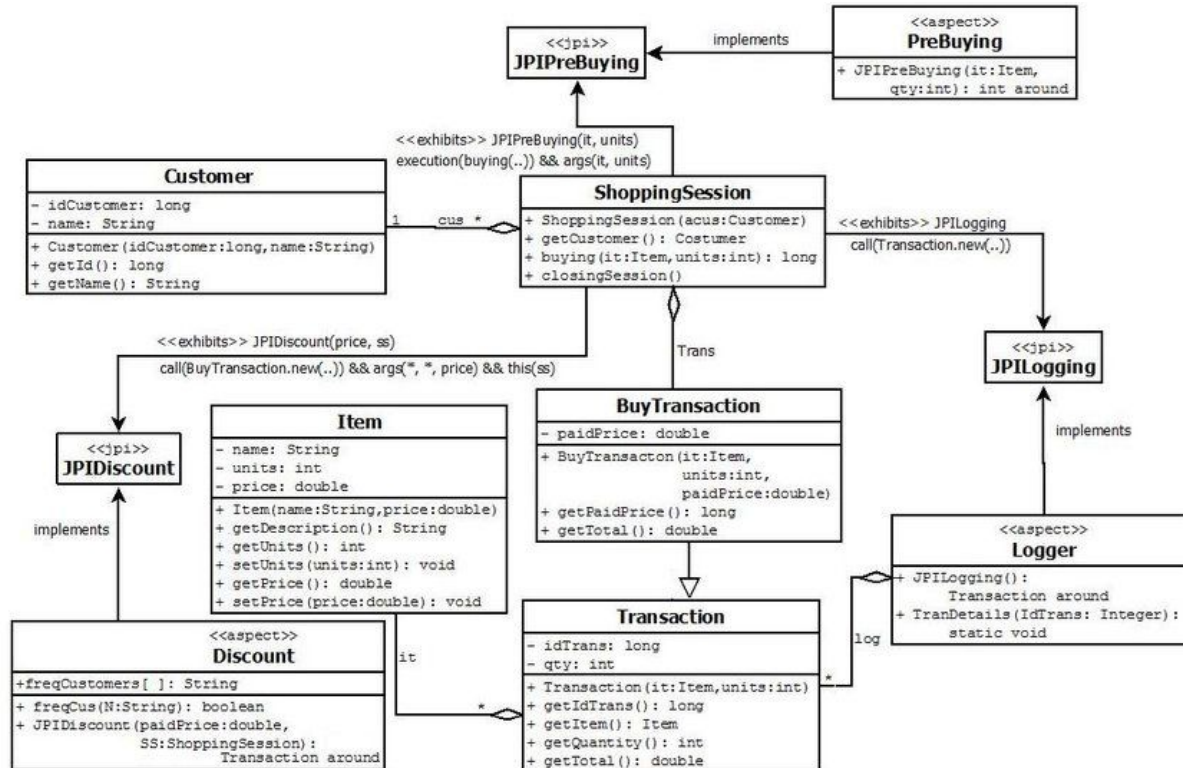 <<jpi>>
JPIPreBuying
implements
<<aspect>>
PreBuying
+ JPIPreBuying(it:Item,
qty:int): int around
<<exhibits>> JPIPreBuying(it, units)
execution(buying(..)) && args(it, units)
Customer
- idCustomer: long
- name: String
+ Customer(idCustomer:long,name:String)
+ getId(): long
+ getName(): String
1
cus
*
ShoppingSession
+ ShoppingSession(acus:Customer)
+ getCustomer(): Costumer
+ buying(it:Item,units:int): long
+ closingSession()
<<exhibits>> JPILogging
call(Transaction.new(..))
<<exhibits>> JPIDiscount(price, ss)
call(BuyTransaction.new(..)) && args(*, *, price) && this(ss)
Trans
<<jpi>>
JPILogging
<<jpi>>
JPIDiscount
implements
Item
- name: String
- units: int
- price: double
+ Item(name:String,price:double)
+ getDescription(): String
+ getUnits(): int
+ setUnits(units:int): void
+ getPrice(): double
+ setPrice(price:double): void
BuyTransaction
- paidPrice: double
+ BuyTransacton(it:Item,
units:int,
paidPrice:double)
+ getPaidPrice(): long
+ getTotal(): double
implements
<<aspect>>
Logger
+ JPILogging():
Transaction around
+ TranDetails(IdTrans: Integer):
static void
<<aspect>>
Discount
+freqCustomers[ ]: String
+ freqCus(N:String): boolean
+ JPIDiscount(paidPrice:double,
SS:ShoppingSession):
Transaction around
it
*
Transaction
- idTrans: long
- qty: int
+ Transaction(it:Item,units:int)
+ getIdTrans(): long
+ getItem(): Item
+ getQuantity(): int
+ getTotal(): double
log
*